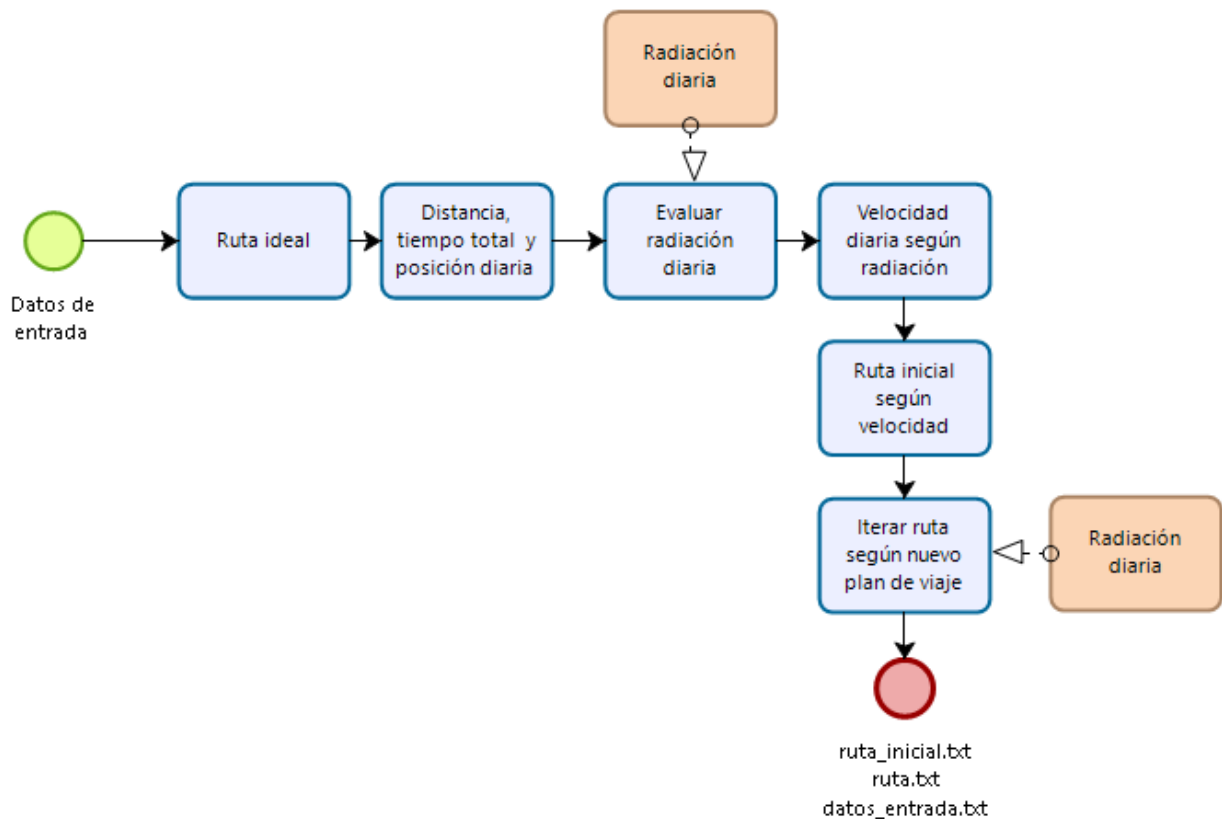 Radiación
diaria
Datos de
entrada
Ruta ideal
Distancia,
tiempo total y
posición diaria
Evaluar
radiación
diaria
Velocidad
diaria según
radiación
Ruta inicial
según
velocidad
Iterar ruta
según nuevo
plan de viaje
Radiación
diaria
ruta_inicial.txt
ruta.txt
datos_entrada.txt